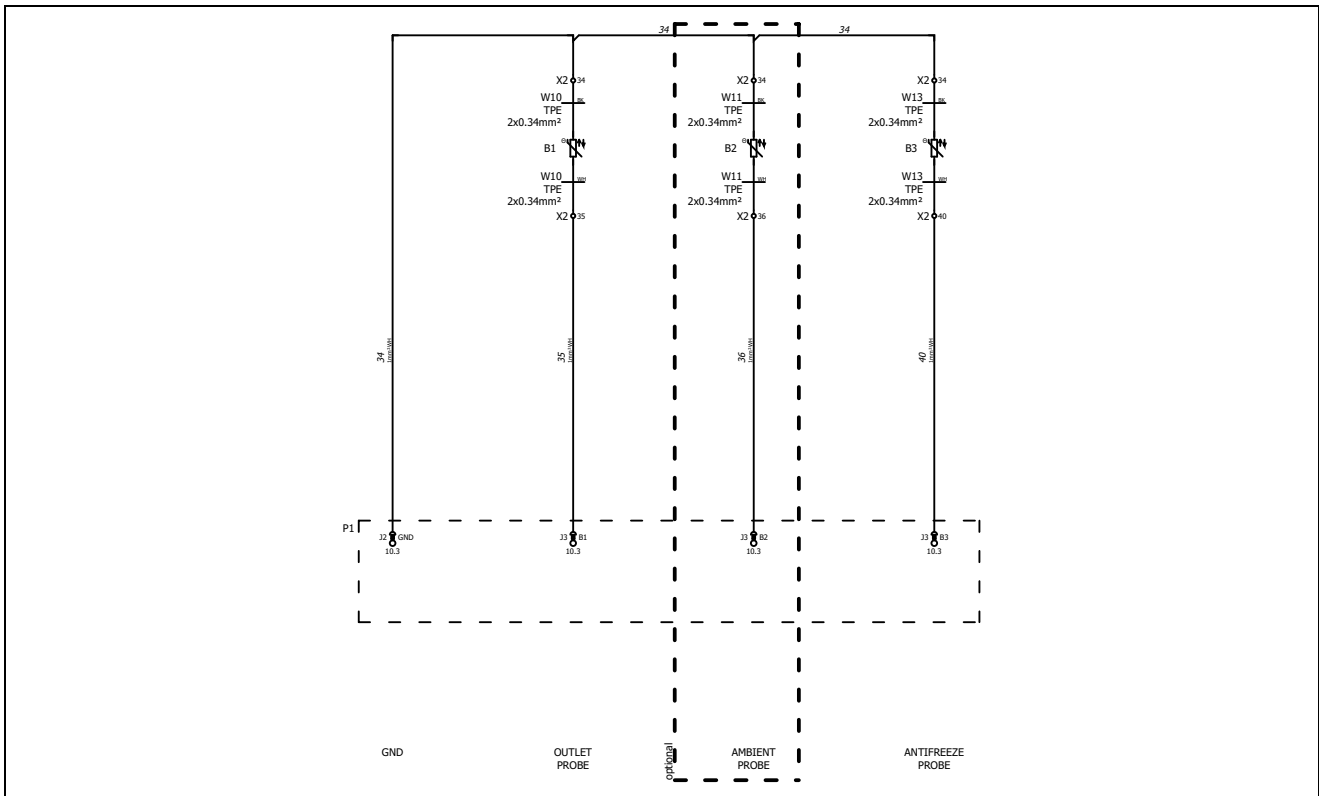 34
34
X2 34
X2 34
X2 34
W10 BK
W11 BK
W13 BK
TPE
TPE
TPE
2x0.34mm²
2x0.34mm²
2x0.34mm²
B1 Θ
B2 Θ
B3 Θ
W10 WH
W11 WH
W13 WH
TPE
TPE
TPE
2x0.34mm²
2x0.34mm²
2x0.34mm²
X2 35
X2 36
X2 40
34 1mm²WH
35 1mm²WH
36 1mm²WH
40 1mm²WH
P1
J2 GND
J3 B1
J3 B2
J3 B3
10.3
10.3
10.3
10.3
optional
GND
OUTLET
PROBE
AMBIENT
PROBE
ANTIFREEZE
PROBE